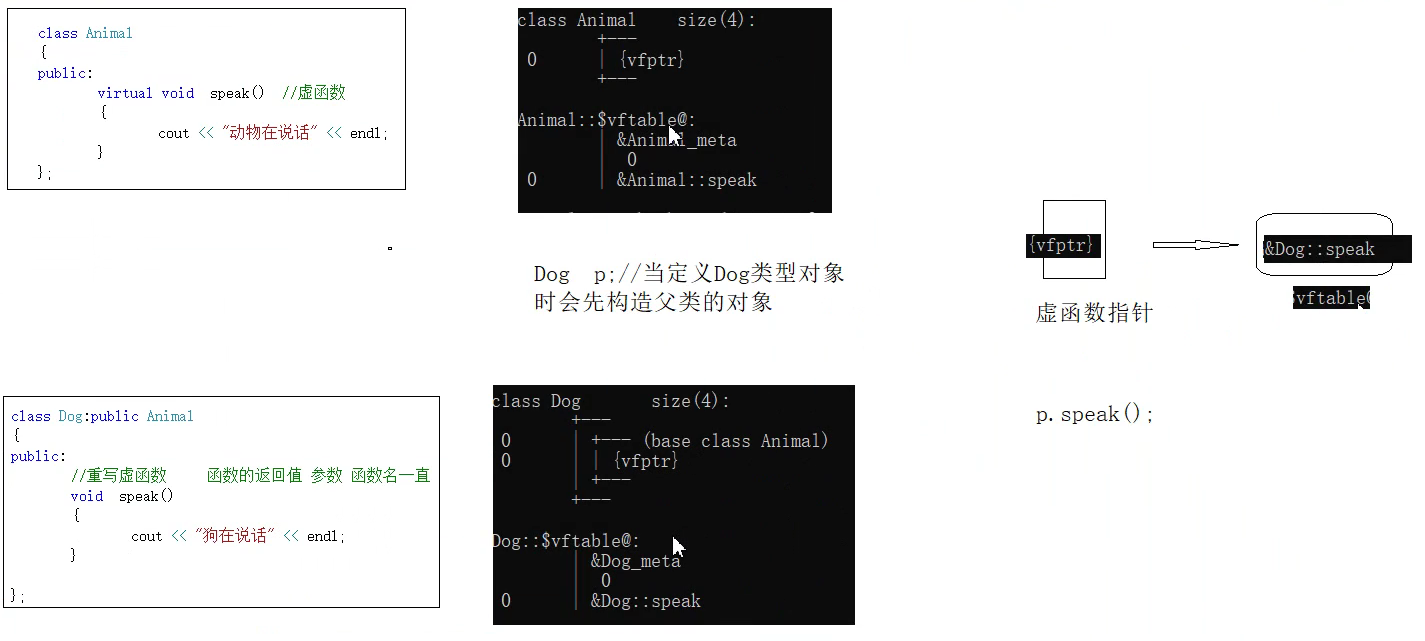 class Animal
{
public:
virtual void speak() //虚函数
{
cout << "动物在说话" << endl;
}
};
class Animal size(4):
+---
0 | {vfptr}
+---
Animal::$vftable@:
| &Animal_meta
| 0
0 | &Animal::speak
Dog p;//当定义Dog类型对象
时会先构造父类的对象
{vfptr}
虚函数指针
&Dog::speak
vftable@
p.speak();
class Dog:public Animal
{
public:
//重写虚函数 函数的返回值 参数 函数名一直
void speak()
{
cout << "狗在说话" << endl;
}
};
class Dog size(4):
+---
0 | +--- (base class Animal)
0 | | {vfptr}
| +---
+---
Dog::$vftable@:
| &Dog_meta
| 0
0 | &Dog::speak